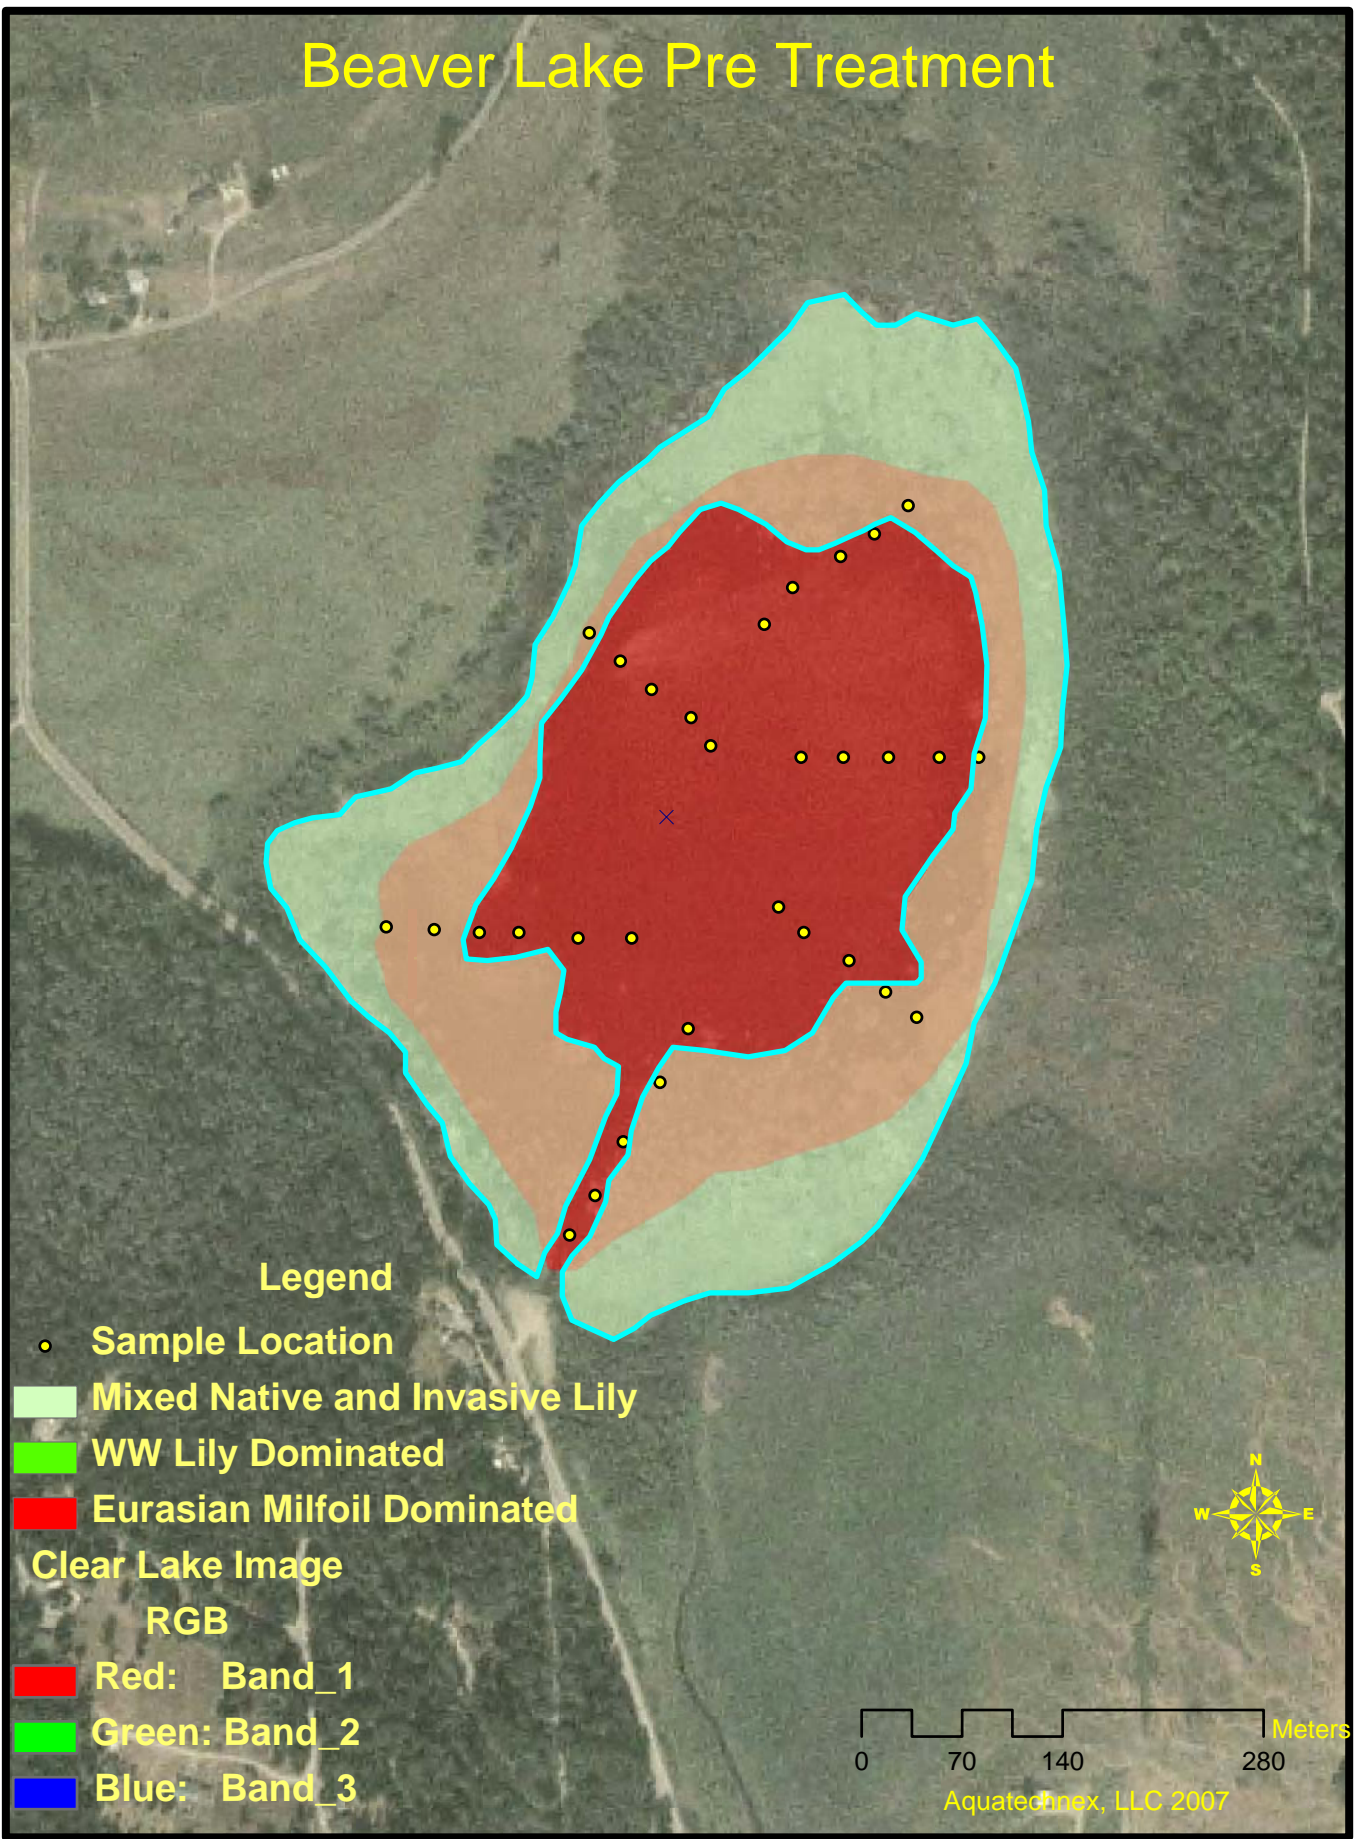 Beaver Lake Pre Treatment
Legend
Sample Location
Mixed Native and Invasive Lily
WW Lily Dominated
Eurasian Milfoil Dominated
Clear Lake Image
RGB
Red: Band_1
Green: Band_2
Blue: Band_3
N
W E
S
Meters
0 70 140 280
Aquatechnex, LLC 2007